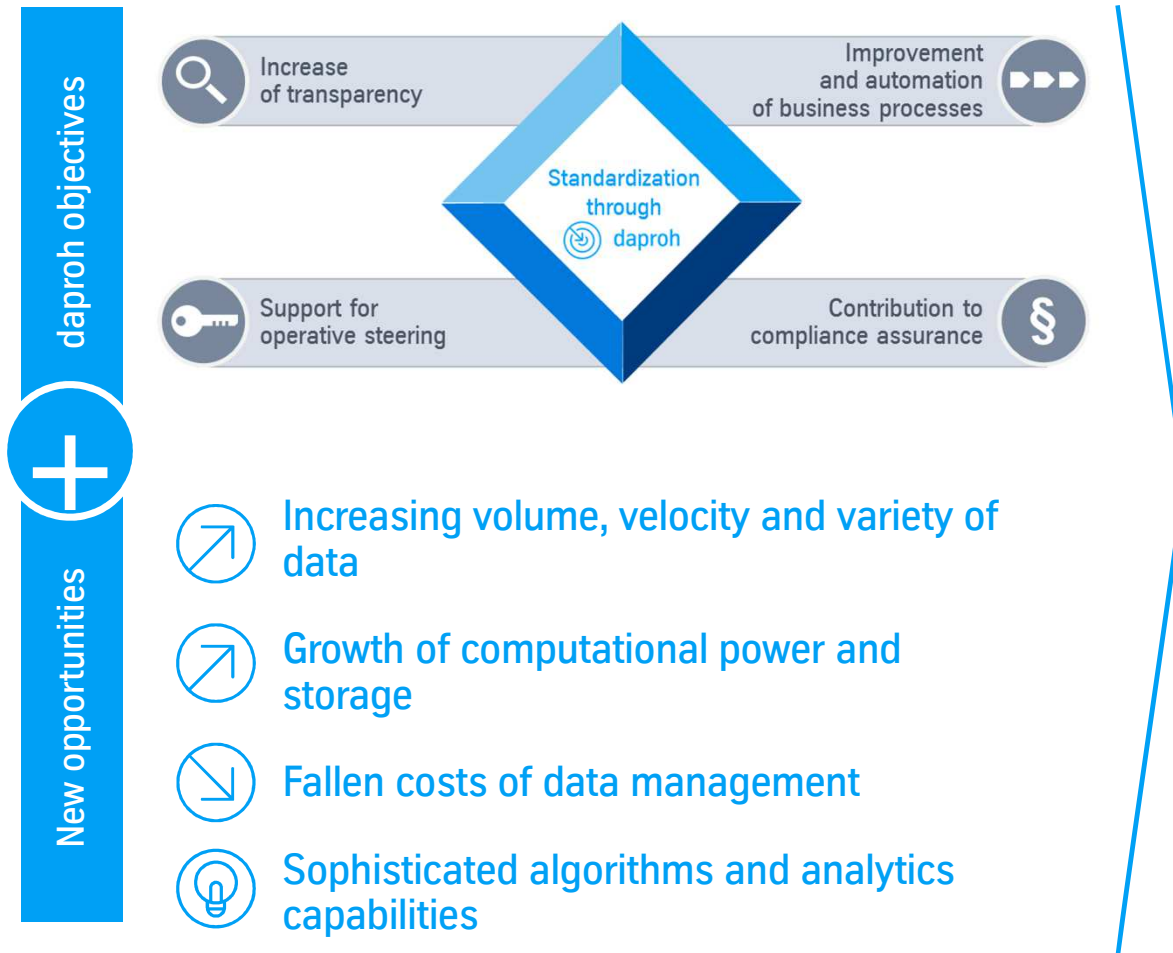 daproh objectives
Increase
of transparency
Improvement
and automation
of business processes
Standardization
through
daproh
Support for
operative steering
Contribution to
compliance assurance
§
+
New opportunities
Increasing volume, velocity and variety of
data
Growth of computational power and
storage
Fallen costs of data management
Sophisticated algorithms and analytics
capabilities